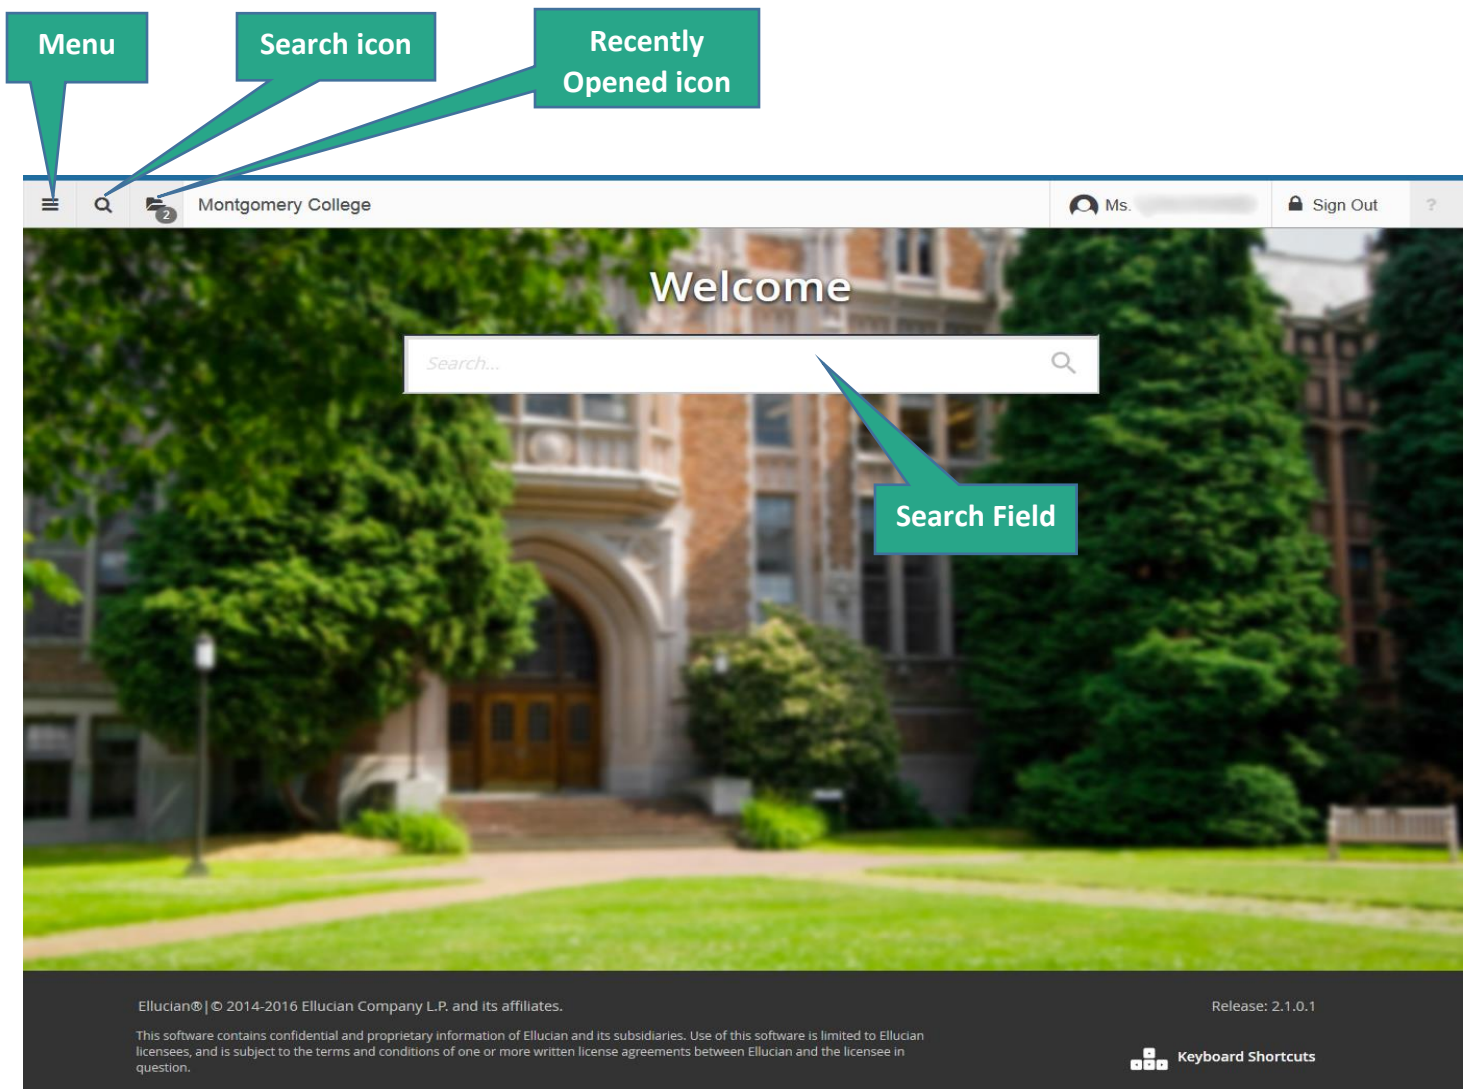 Menu
Search icon
Recently
Opened icon
2
Montgomery College
Ms.
Sign Out
?
Welcome
Search...
Search Field
Ellucian®|© 2014-2016 Ellucian Company L.P. and its affiliates.
Release: 2.1.0.1
This software contains confidential and proprietary information of Ellucian and its subsidiaries. Use of this software is limited to Ellucian
licensees, and is subject to the terms and conditions of one or more written license agreements between Ellucian and the licensee in
question.
Keyboard Shortcuts